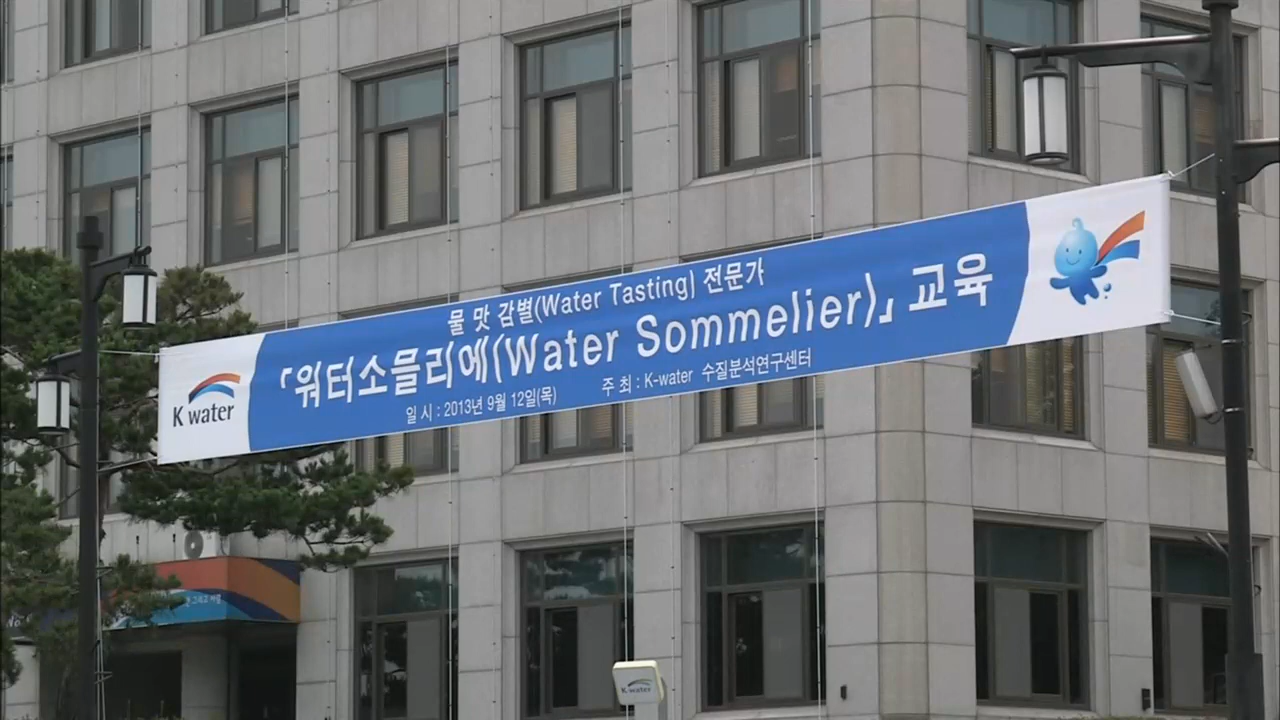 물 맛 감별(Water Tasting) 전문가
「워터소믈리에(Water Sommelier)」 교육
일 시 : 2013년 9월 12일(목) 주 최 : K-water 수질분석연구센터
K water
K water